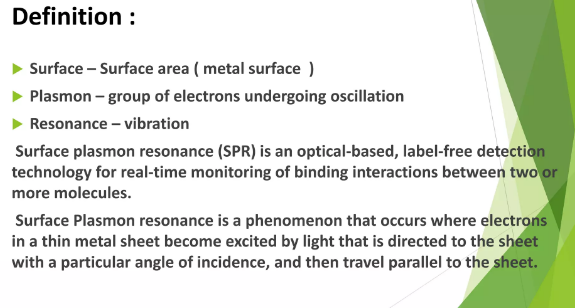 Definition :
Surface – Surface area ( metal surface )
Plasmon – group of electrons undergoing oscillation
Resonance – vibration
Surface plasmon resonance (SPR) is an optical-based, label-free detection
technology for real-time monitoring of binding interactions between two or
more molecules.
Surface Plasmon resonance is a phenomenon that occurs where electrons
in a thin metal sheet become excited by light that is directed to the sheet
with a particular angle of incidence, and then travel parallel to the sheet.